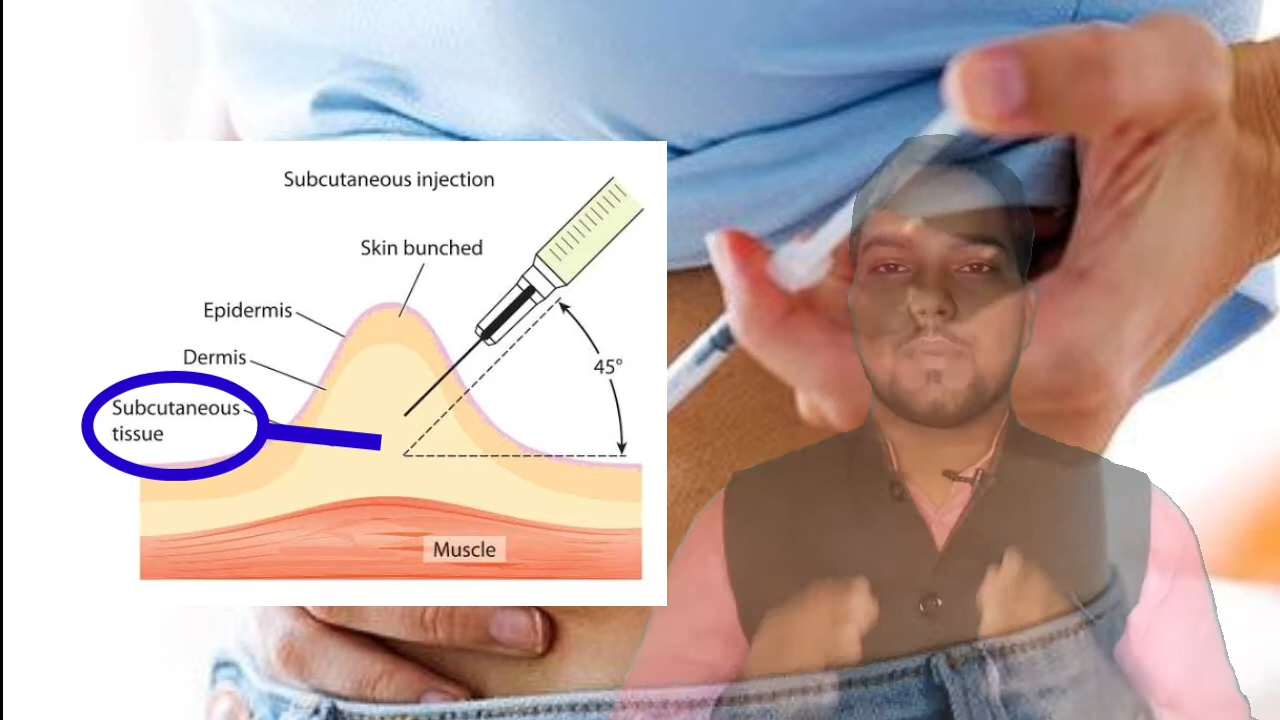 Subcutaneous injection
Skin bunched
Epidermis
Dermis
45°
Subcutaneous
tissue
Muscle